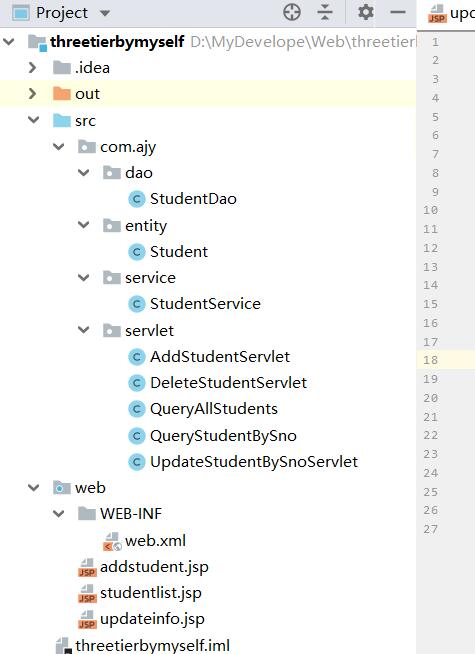 Project
upd
threetierbymyself D:\MyDevelope\Web\threetier
.idea
out
src
com.ajy
dao
StudentDao
entity
Student
service
StudentService
servlet
AddStudentServlet
DeleteStudentServlet
QueryAllStudents
QueryStudentBySno
UpdateStudentBySnoServlet
web
WEB-INF
web.xml
addstudent.jsp
studentlist.jsp
updateinfo.jsp
threetierbymyself.iml
1
2
3
4
5
6
7
8
9
10
11
12
13
14
15
16
17
18
19
20
21
22
23
24
25
26
27